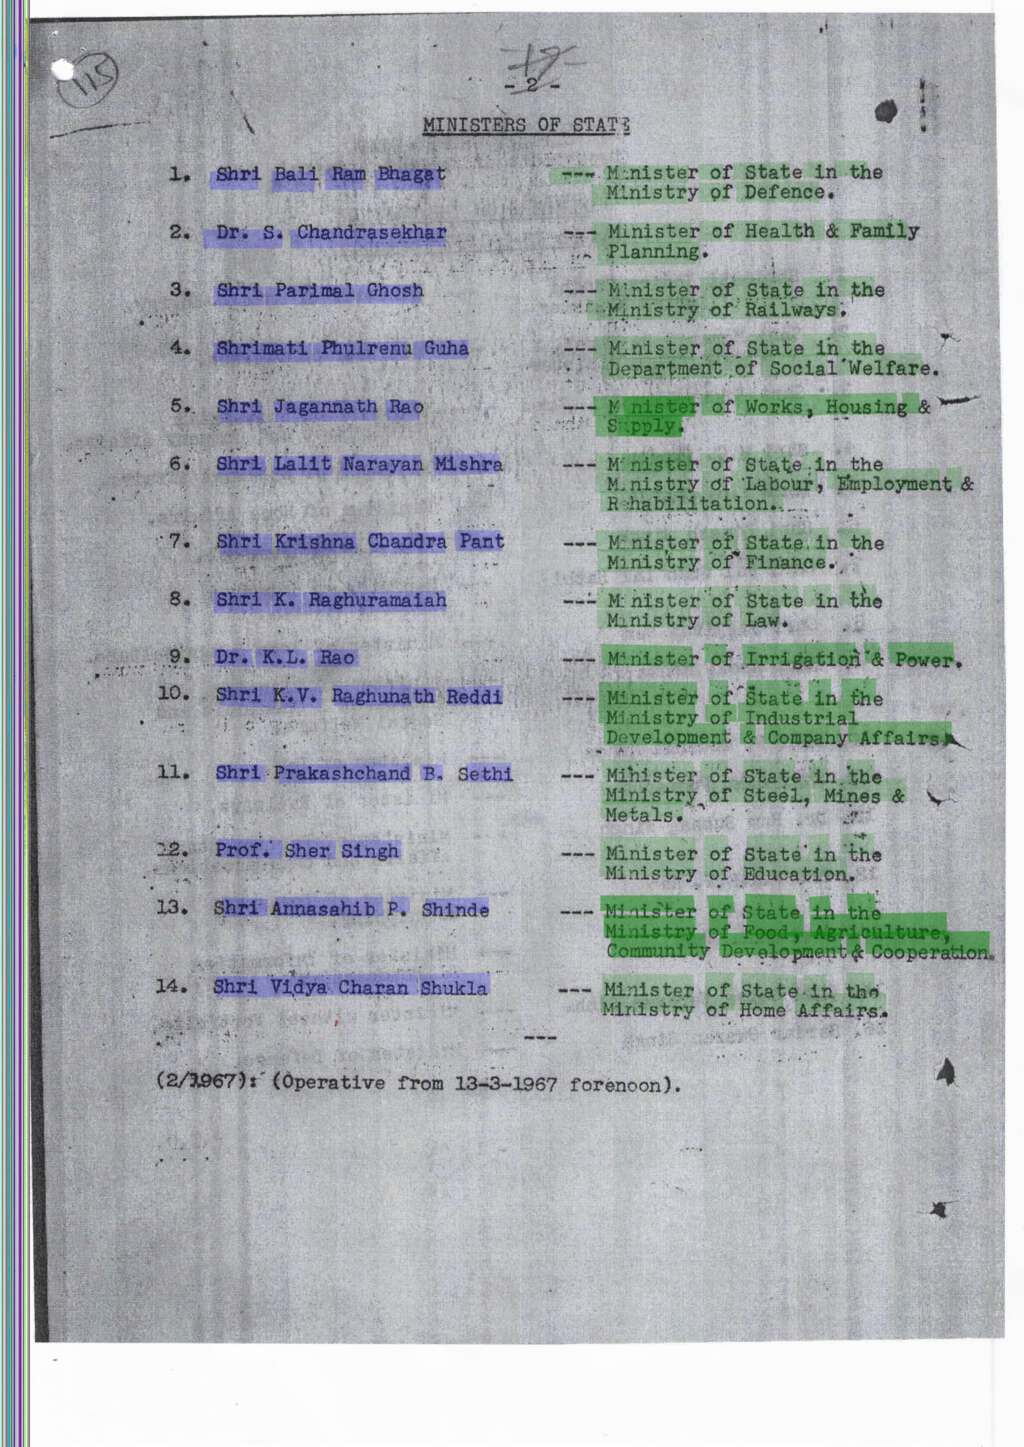 115
- 2 -
MINISTERS OF STATE
1. Shri Bali Ram Bhagat --- Minister of State in the
Ministry of Defence.
2. Dr. S. Chandrasekhar --- Minister of Health & Family
Planning.
3. Shri Parimal Ghosh --- Minister of State in the
Ministry of Railways.
4. Shrimati Phulrenu Guha --- Minister of State in the
Department of Social Welfare.
5. Shri Jagannath Rao --- Minister of Works, Housing &
Supply.
6. Shri Lalit Narayan Mishra --- Minister of State in the
Ministry of Labour, Employment &
Rehabilitation.
7. Shri Krishna Chandra Pant --- Minister of State in the
Ministry of Finance.
8. Shri K. Raghuramaiah --- Minister of State in the
Ministry of Law.
9. Dr. K.L. Rao --- Minister of Irrigation & Power.
10. Shri K.V. Raghunath Reddi --- Minister of State in the
Ministry of Industrial
Development & Company Affairs.
11. Shri Prakashchand B. Sethi --- Minister of State in the
Ministry of Steel, Mines &
Metals.
12. Prof. Sher Singh --- Minister of State in the
Ministry of Education.
13. Shri Annasahib P. Shinde --- Minister of State in the
Ministry of Food, Agriculture,
Community Development & Cooperation.
14. Shri Vidya Charan Shukla --- Minister of State in the
Ministry of Home Affairs.
---
(2/1967): (Operative from 13-3-1967 forenoon).